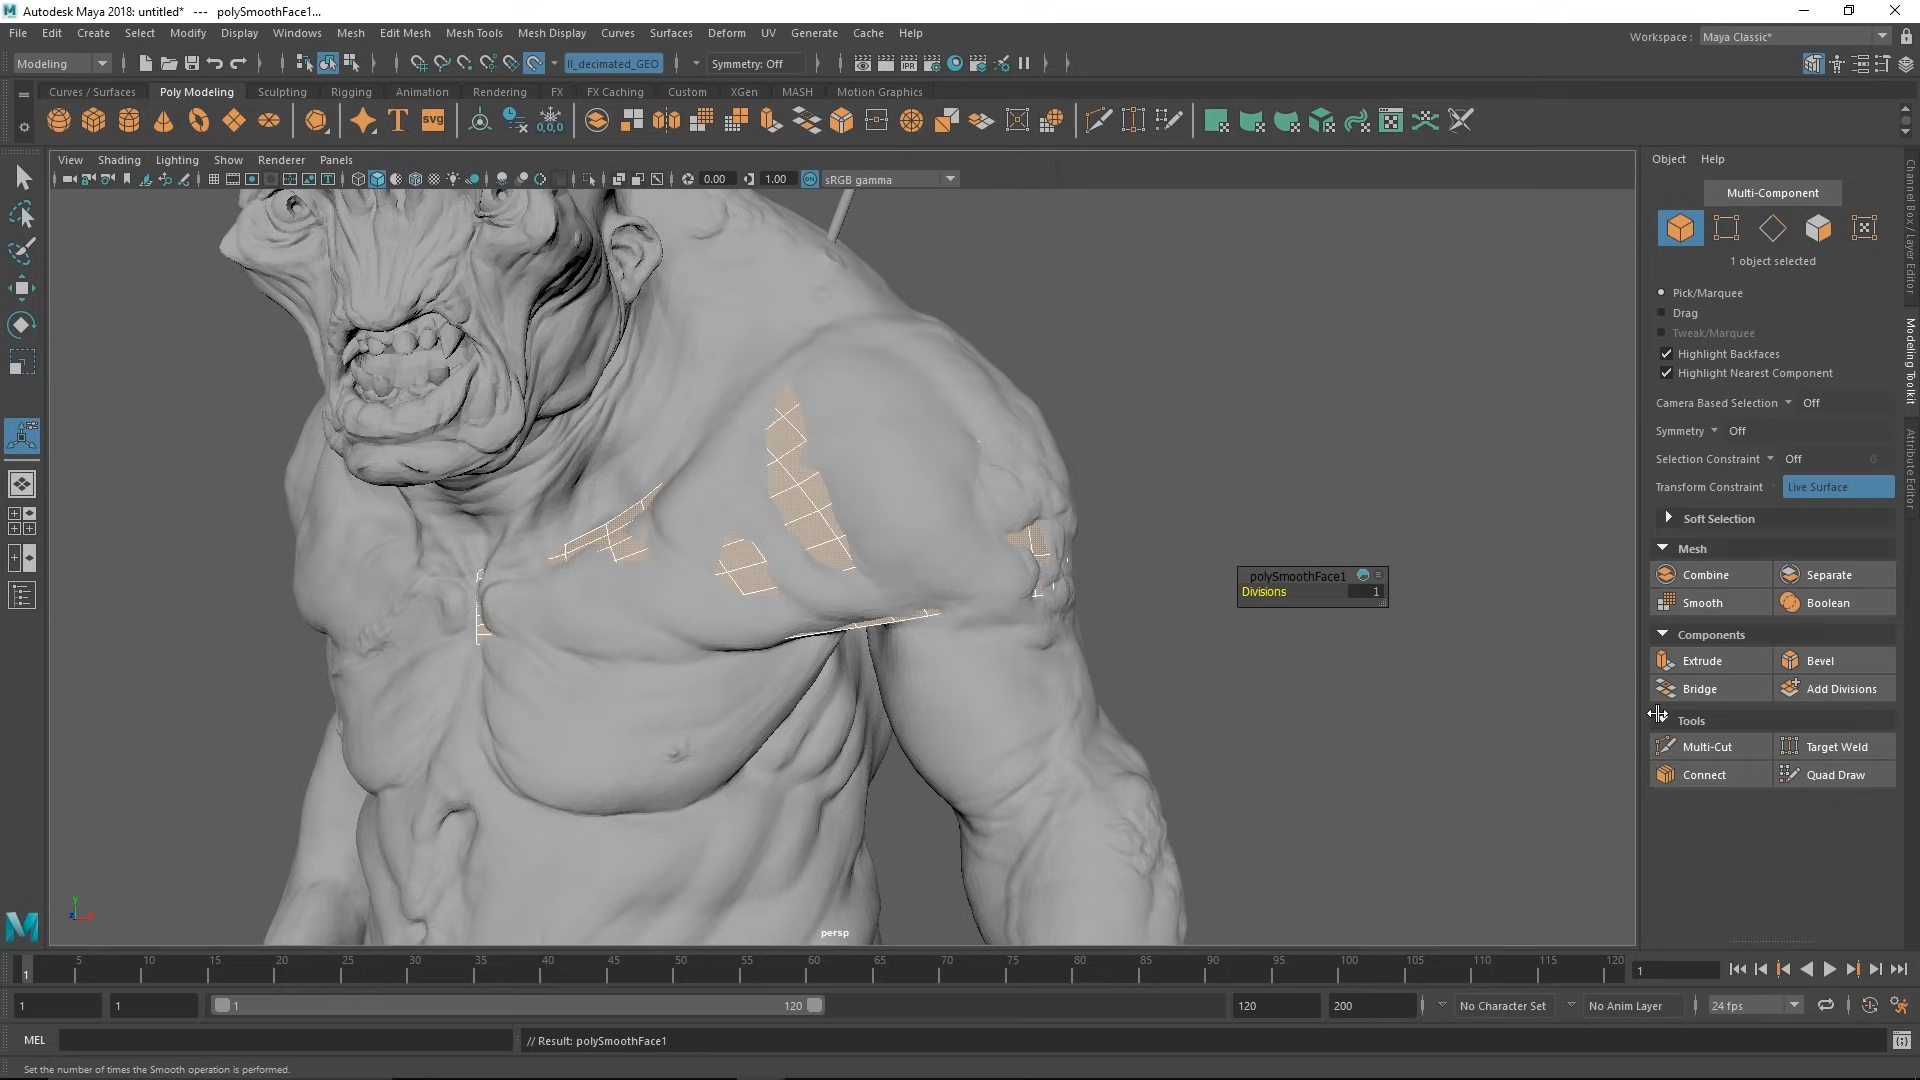 Autodesk Maya 2018: untitled* --- polySmoothFace1...
File Edit Create Select Modify Display Windows Mesh Edit Mesh Mesh Tools Mesh Display Curves Surfaces Deform UV Generate Cache Help
Workspace : Maya Classic*
Modeling ll_decimated_GEO Symmetry: Off
Curves / Surfaces Poly Modeling Sculpting Rigging Animation Rendering FX FX Caching Custom XGen MASH Motion Graphics
View Shading Lighting Show Renderer Panels
0.00 1.00 sRGB gamma
Object Help
Multi-Component
1 object selected
Pick/Marquee
Drag
Tweak/Marquee
Highlight Backfaces
Highlight Nearest Component
Camera Based Selection Off
Symmetry Off
Selection Constraint Off 0
Transform Constraint Live Surface
Soft Selection
Mesh
Combine Separate
Smooth Boolean
Components
Extrude Bevel
Bridge Add Divisions
Tools
Multi-Cut Target Weld
Connect Quad Draw
Channel Box / Layer Editor
Modeling Toolkit
Attribute Editor
polySmoothFace1
Divisions 1
persp
5 10 15 20 25 30 35 40 45 50 55 60 65 70 75 80 85 90 95 100 105 110 115 120
1 1
1 1 1 120 120 200 No Character Set No Anim Layer 24 fps
MEL // Result: polySmoothFace1
Set the number of times the Smooth operation is performed.